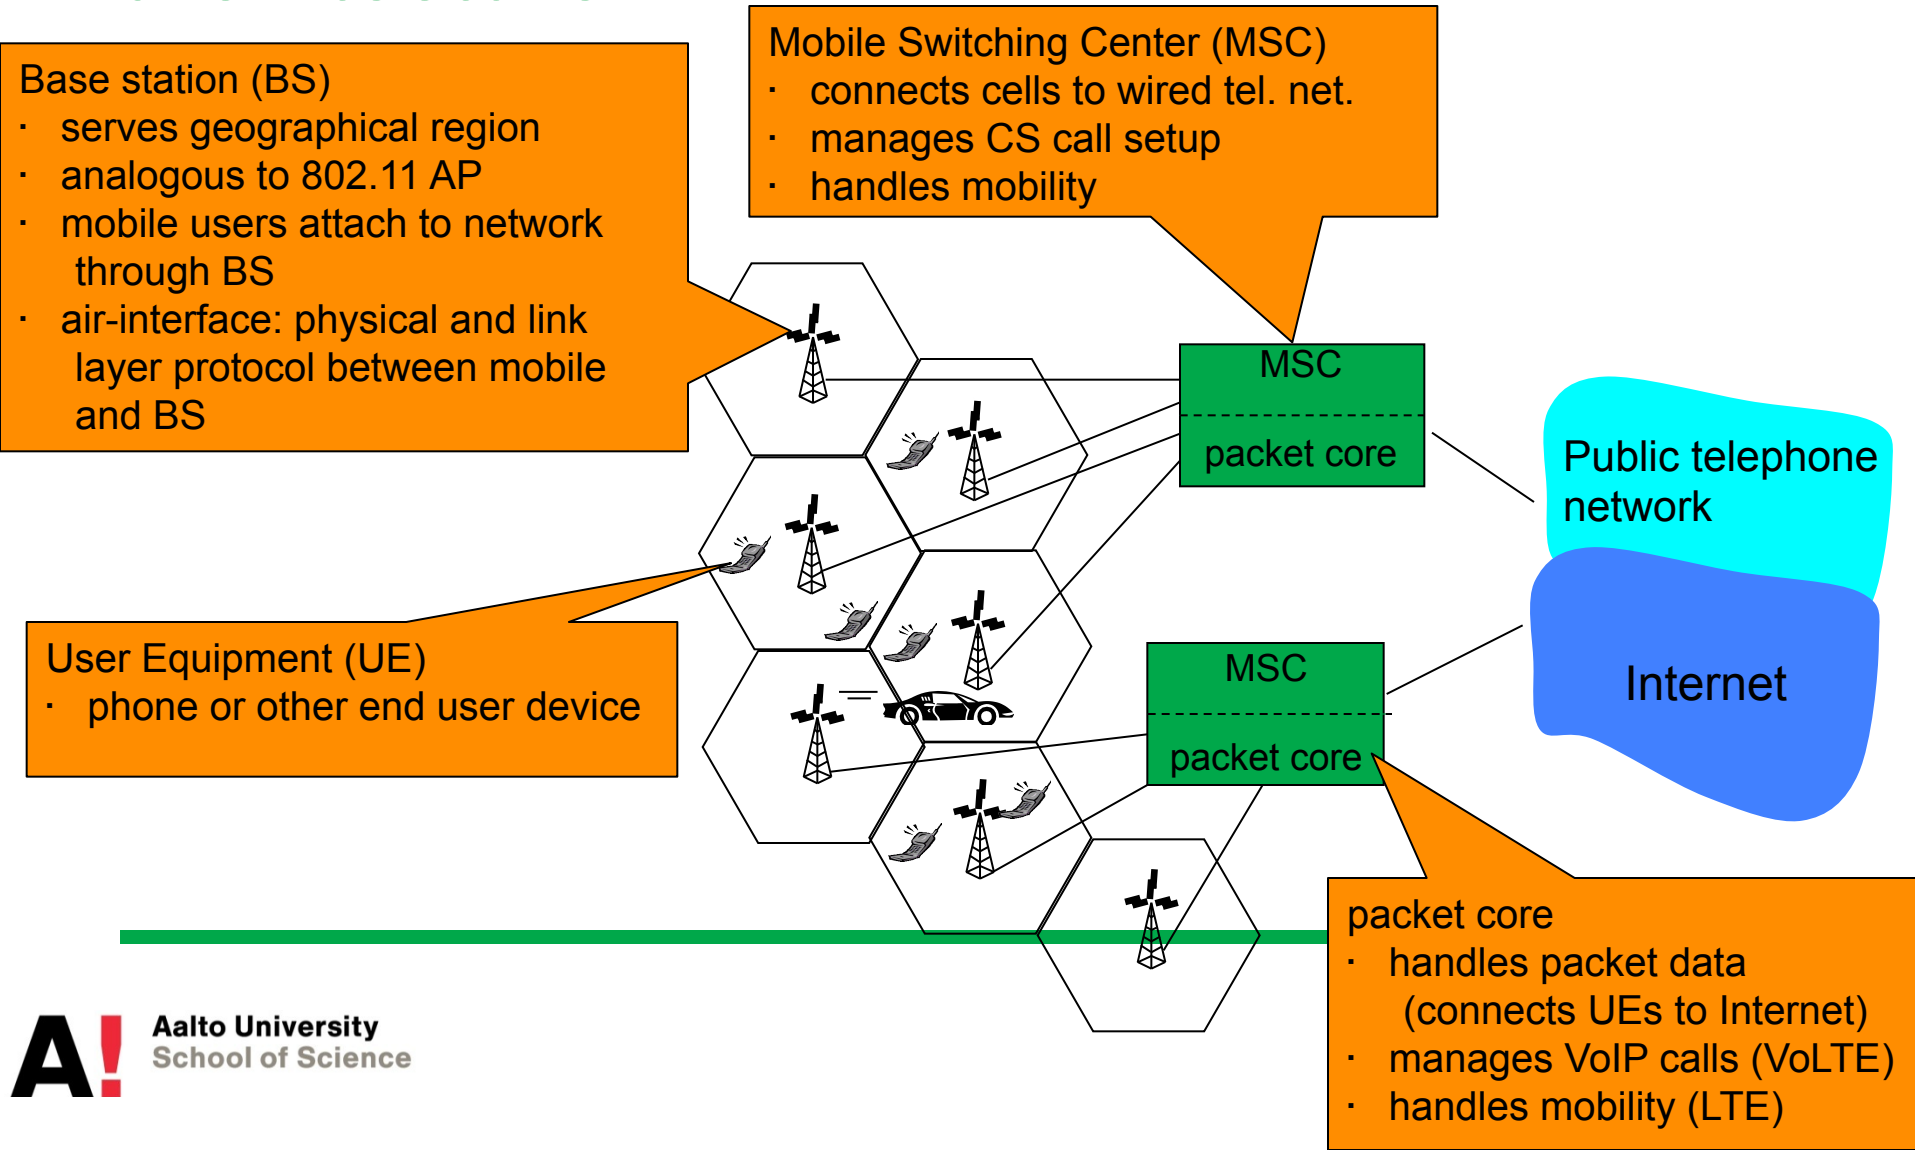 Base station (BS)
· serves geographical region
· analogous to 802.11 AP
· mobile users attach to network
through BS
· air-interface: physical and link
layer protocol between mobile
and BS
Mobile Switching Center (MSC)
· connects cells to wired tel. net.
· manages CS call setup
· handles mobility
MSC
packet core
Public telephone
network
User Equipment (UE)
· phone or other end user device
MSC
packet core
Internet
packet core
· handles packet data
(connects UEs to Internet)
· manages VoIP calls (VoLTE)
· handles mobility (LTE)
A!
Aalto University
School of Science